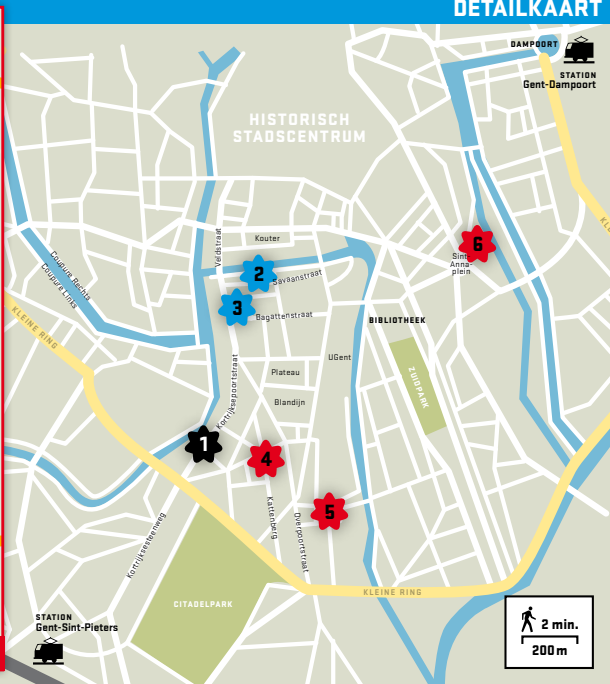 DETAILKAART
DAMPOORT
STATION
Gent-Dampoort
HISTORISCH
STADSCENTRUM
Veldstraat
Kouter
6
Sint-
Anna-
plein
2
Savaanstraat
Coupure Rechts
Coupure Links
3
Bagattenstraat
BIBLIOTHEEK
KLEINE RING
UGent
Plateau
ZUIDPARK
Blandijn
Kortrijksepoortstraat
1
4
5
Kattenberg
Overpoortstraat
Kortrijksesteenweg
CITADELPARK
KLEINE RING
STATION
Gent-Sint-Pieters
2 min.
200 m